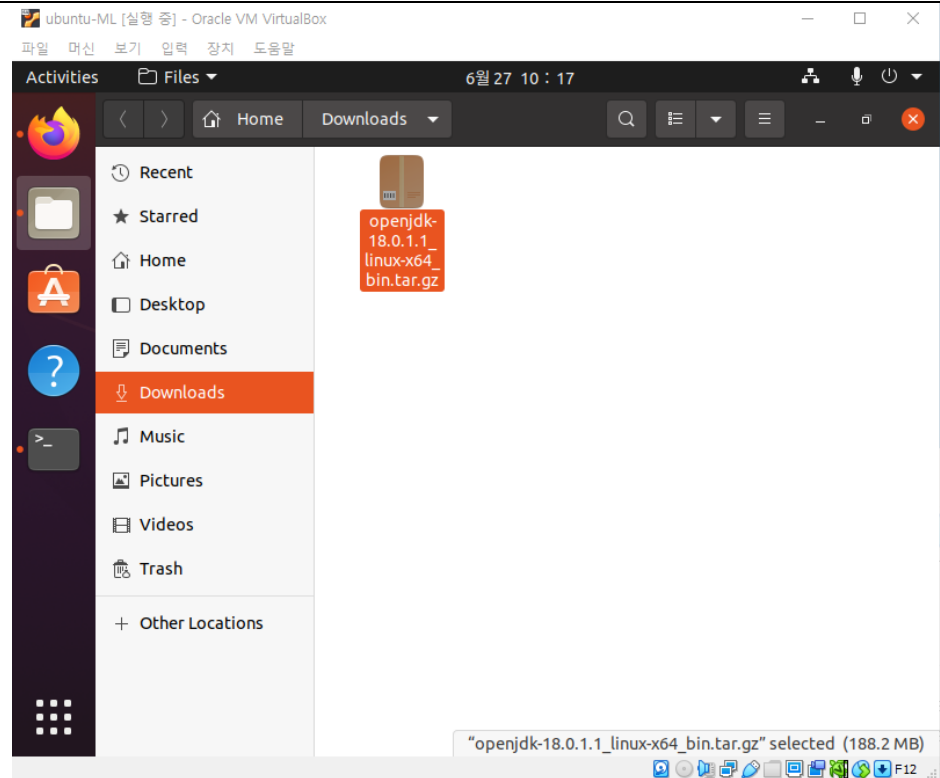 ubuntu-ML [실행 중] - Oracle VM VirtualBox
파일 머신 보기 입력 장치 도움말
Activities Files 6월 27 10 : 17
Home Downloads
Recent
Starred
Home
Desktop
Documents
Downloads
Music
Pictures
Videos
Trash
+ Other Locations
openjdk-
18.0.1.1_
linux-x64_
bin.tar.gz
“openjdk-18.0.1.1_linux-x64_bin.tar.gz” selected (188.2 MB)
F12